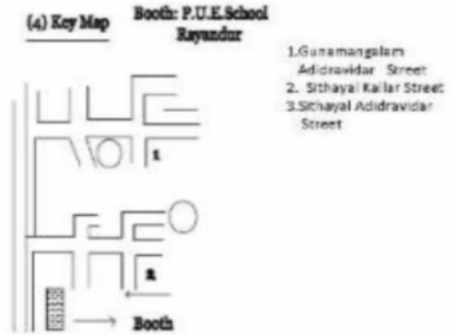 (4) Key Map
Booth: P.U.E.School
Rayandur
1.Gunamangalam
Adidravidar Street
2. Sithayal Kallar Street
3.Sithayal Adidravidar
Street
1
2
Booth